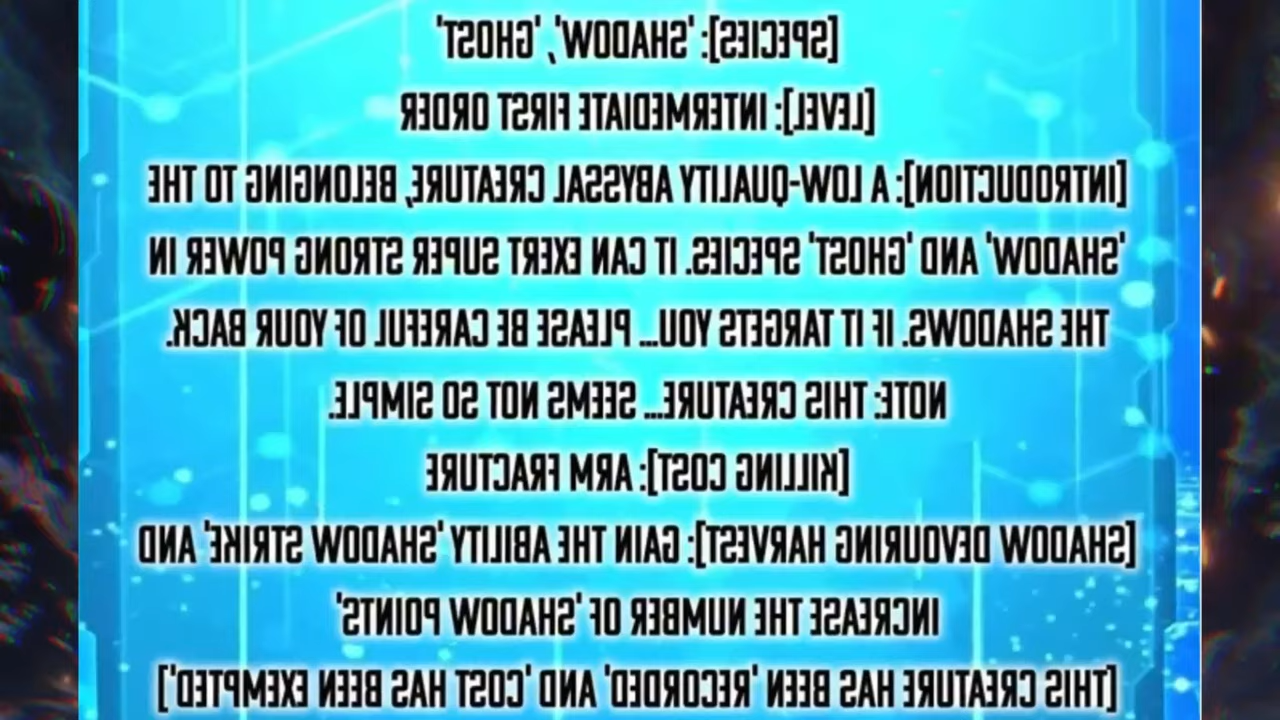 [SPECIES]: 'SHADOW', 'GHOST'
[LEVEL]: INTERMEDIATE FIRST ORDER
[INTRODUCTION]: A LOW-QUALITY ABYSSAL CREATURE, BELONGING TO THE
'SHADOW' AND 'GHOST' SPECIES. IT CAN EXERT SUPER STRONG POWER IN
THE SHADOWS. IF IT TARGETS YOU... PLEASE BE CAREFUL OF YOUR BACK.
NOTE: THIS CREATURE... SEEMS NOT SO SIMPLE.
[KILLING COST]: ARM FRACTURE
[SHADOW DEVOURING HARVEST]: GAIN THE ABILITY 'SHADOW STRIKE' AND
INCREASE THE NUMBER OF 'SHADOW POINTS'
[THIS CREATURE HAS BEEN 'RECORDED' AND 'COST HAS BEEN EXEMPTED']